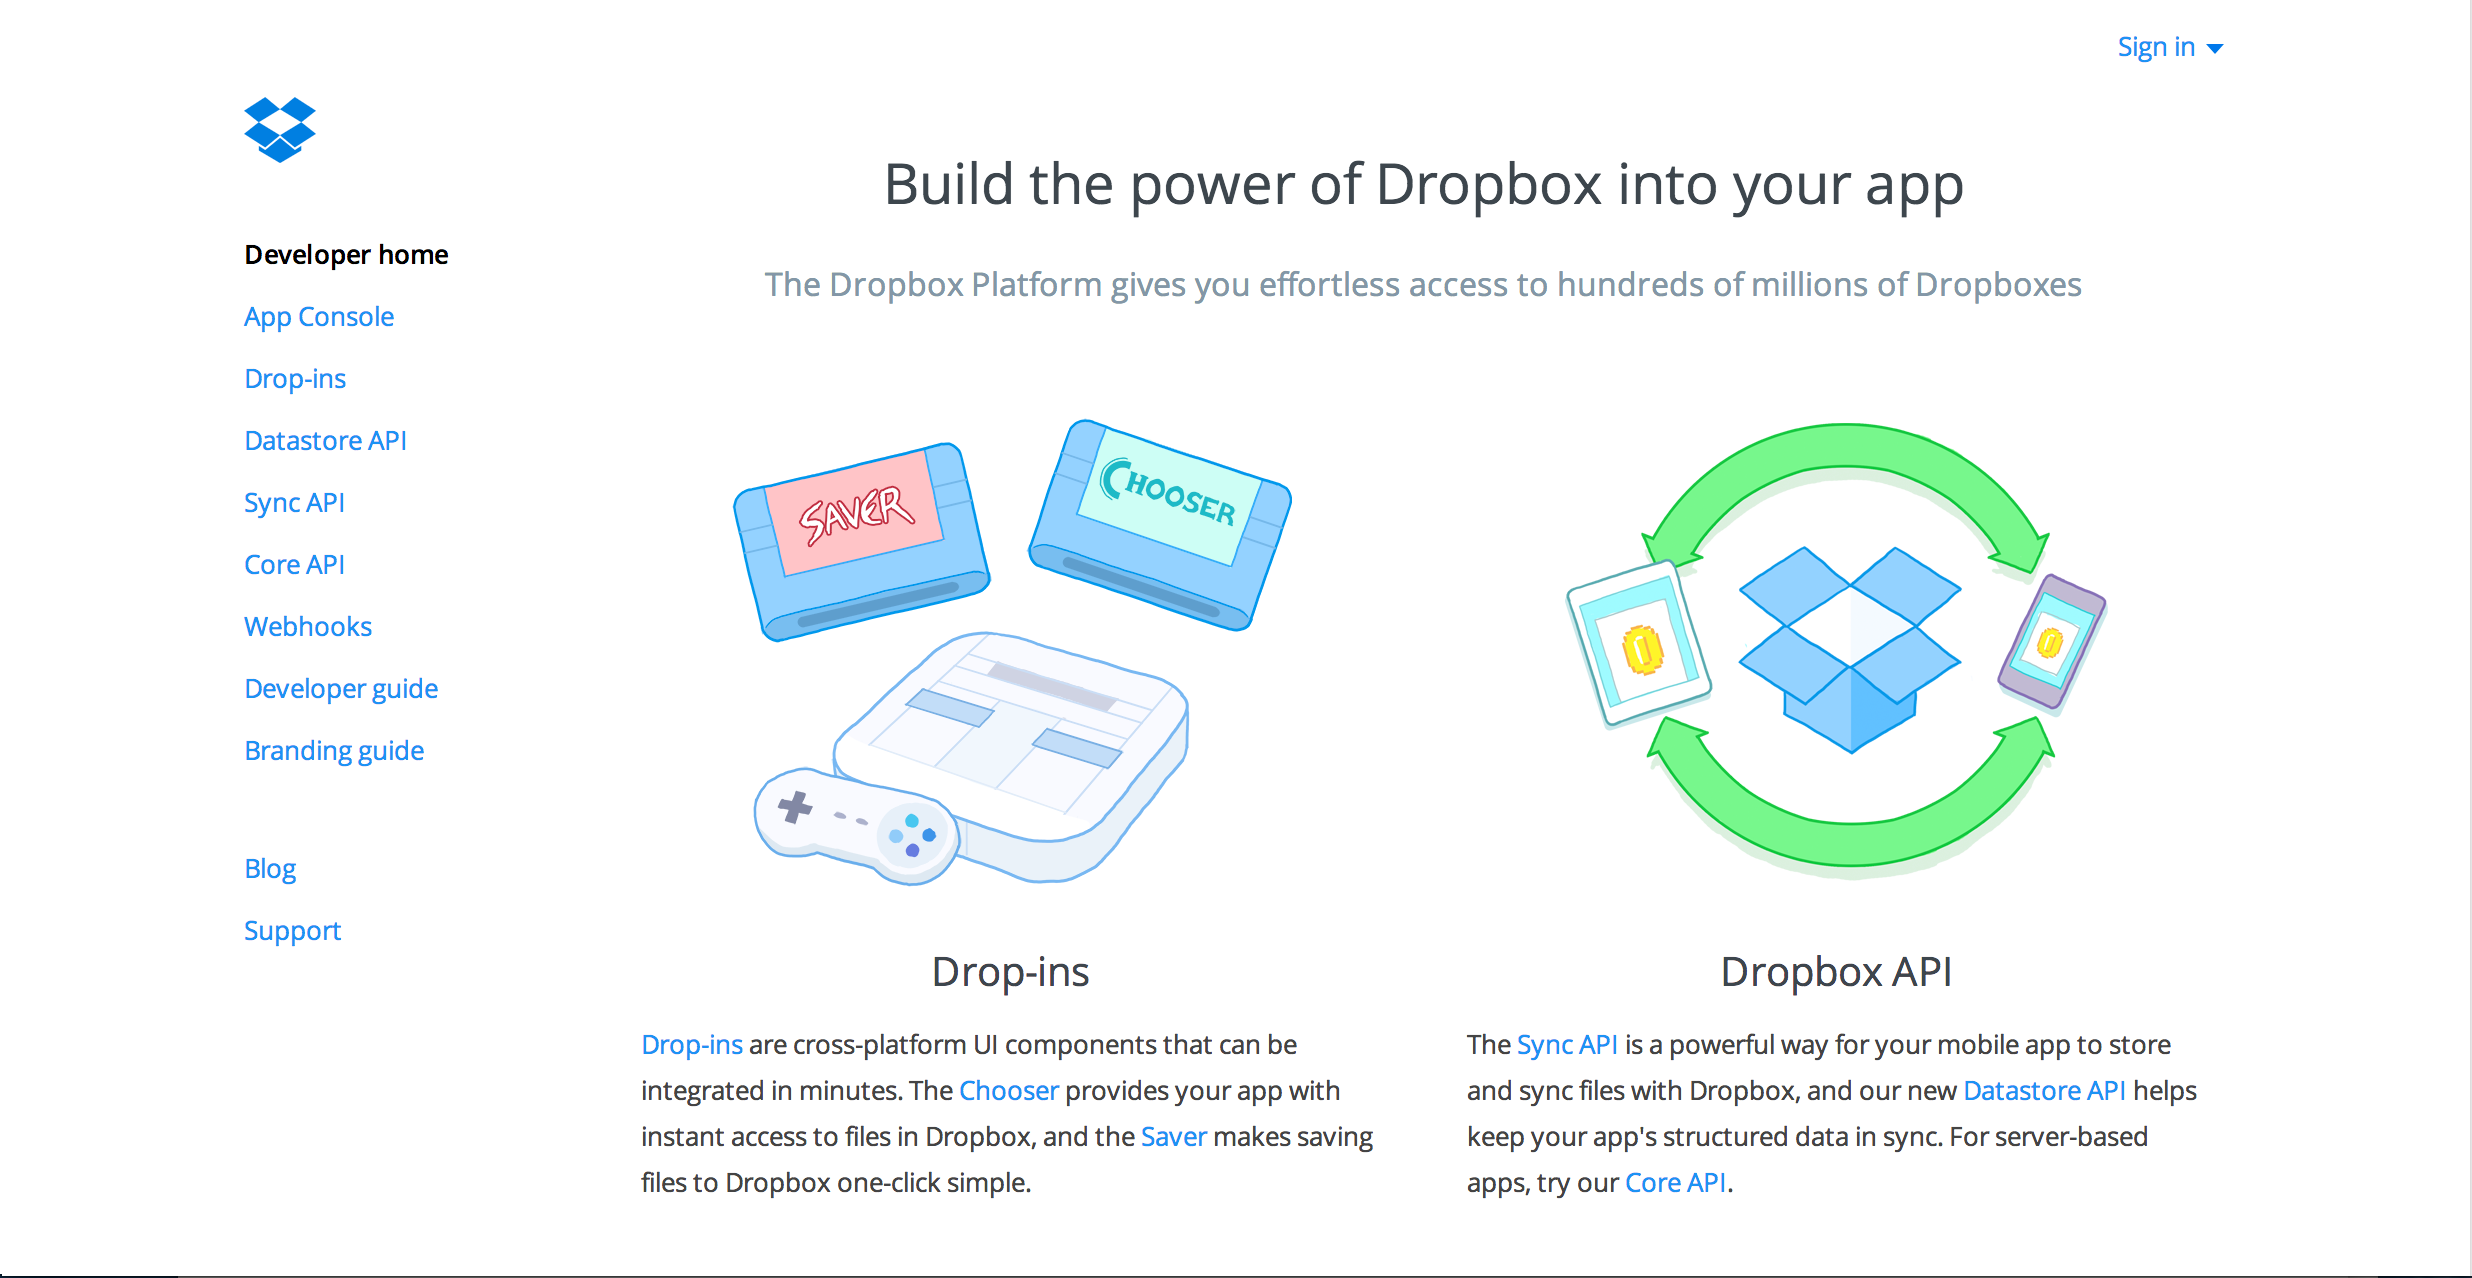 Sign in
Developer home
App Console
Drop-ins
Datastore API
Sync API
Core API
Webhooks
Developer guide
Branding guide
Blog
Support
Build the power of Dropbox into your app
The Dropbox Platform gives you effortless access to hundreds of millions of Dropboxes
SAVER
CHOOSER
Drop-ins
Drop-ins are cross-platform UI components that can be
integrated in minutes. The Chooser provides your app with
instant access to files in Dropbox, and the Saver makes saving
files to Dropbox one-click simple.
Dropbox API
The Sync API is a powerful way for your mobile app to store
and sync files with Dropbox, and our new Datastore API helps
keep your app's structured data in sync. For server-based
apps, try our Core API.